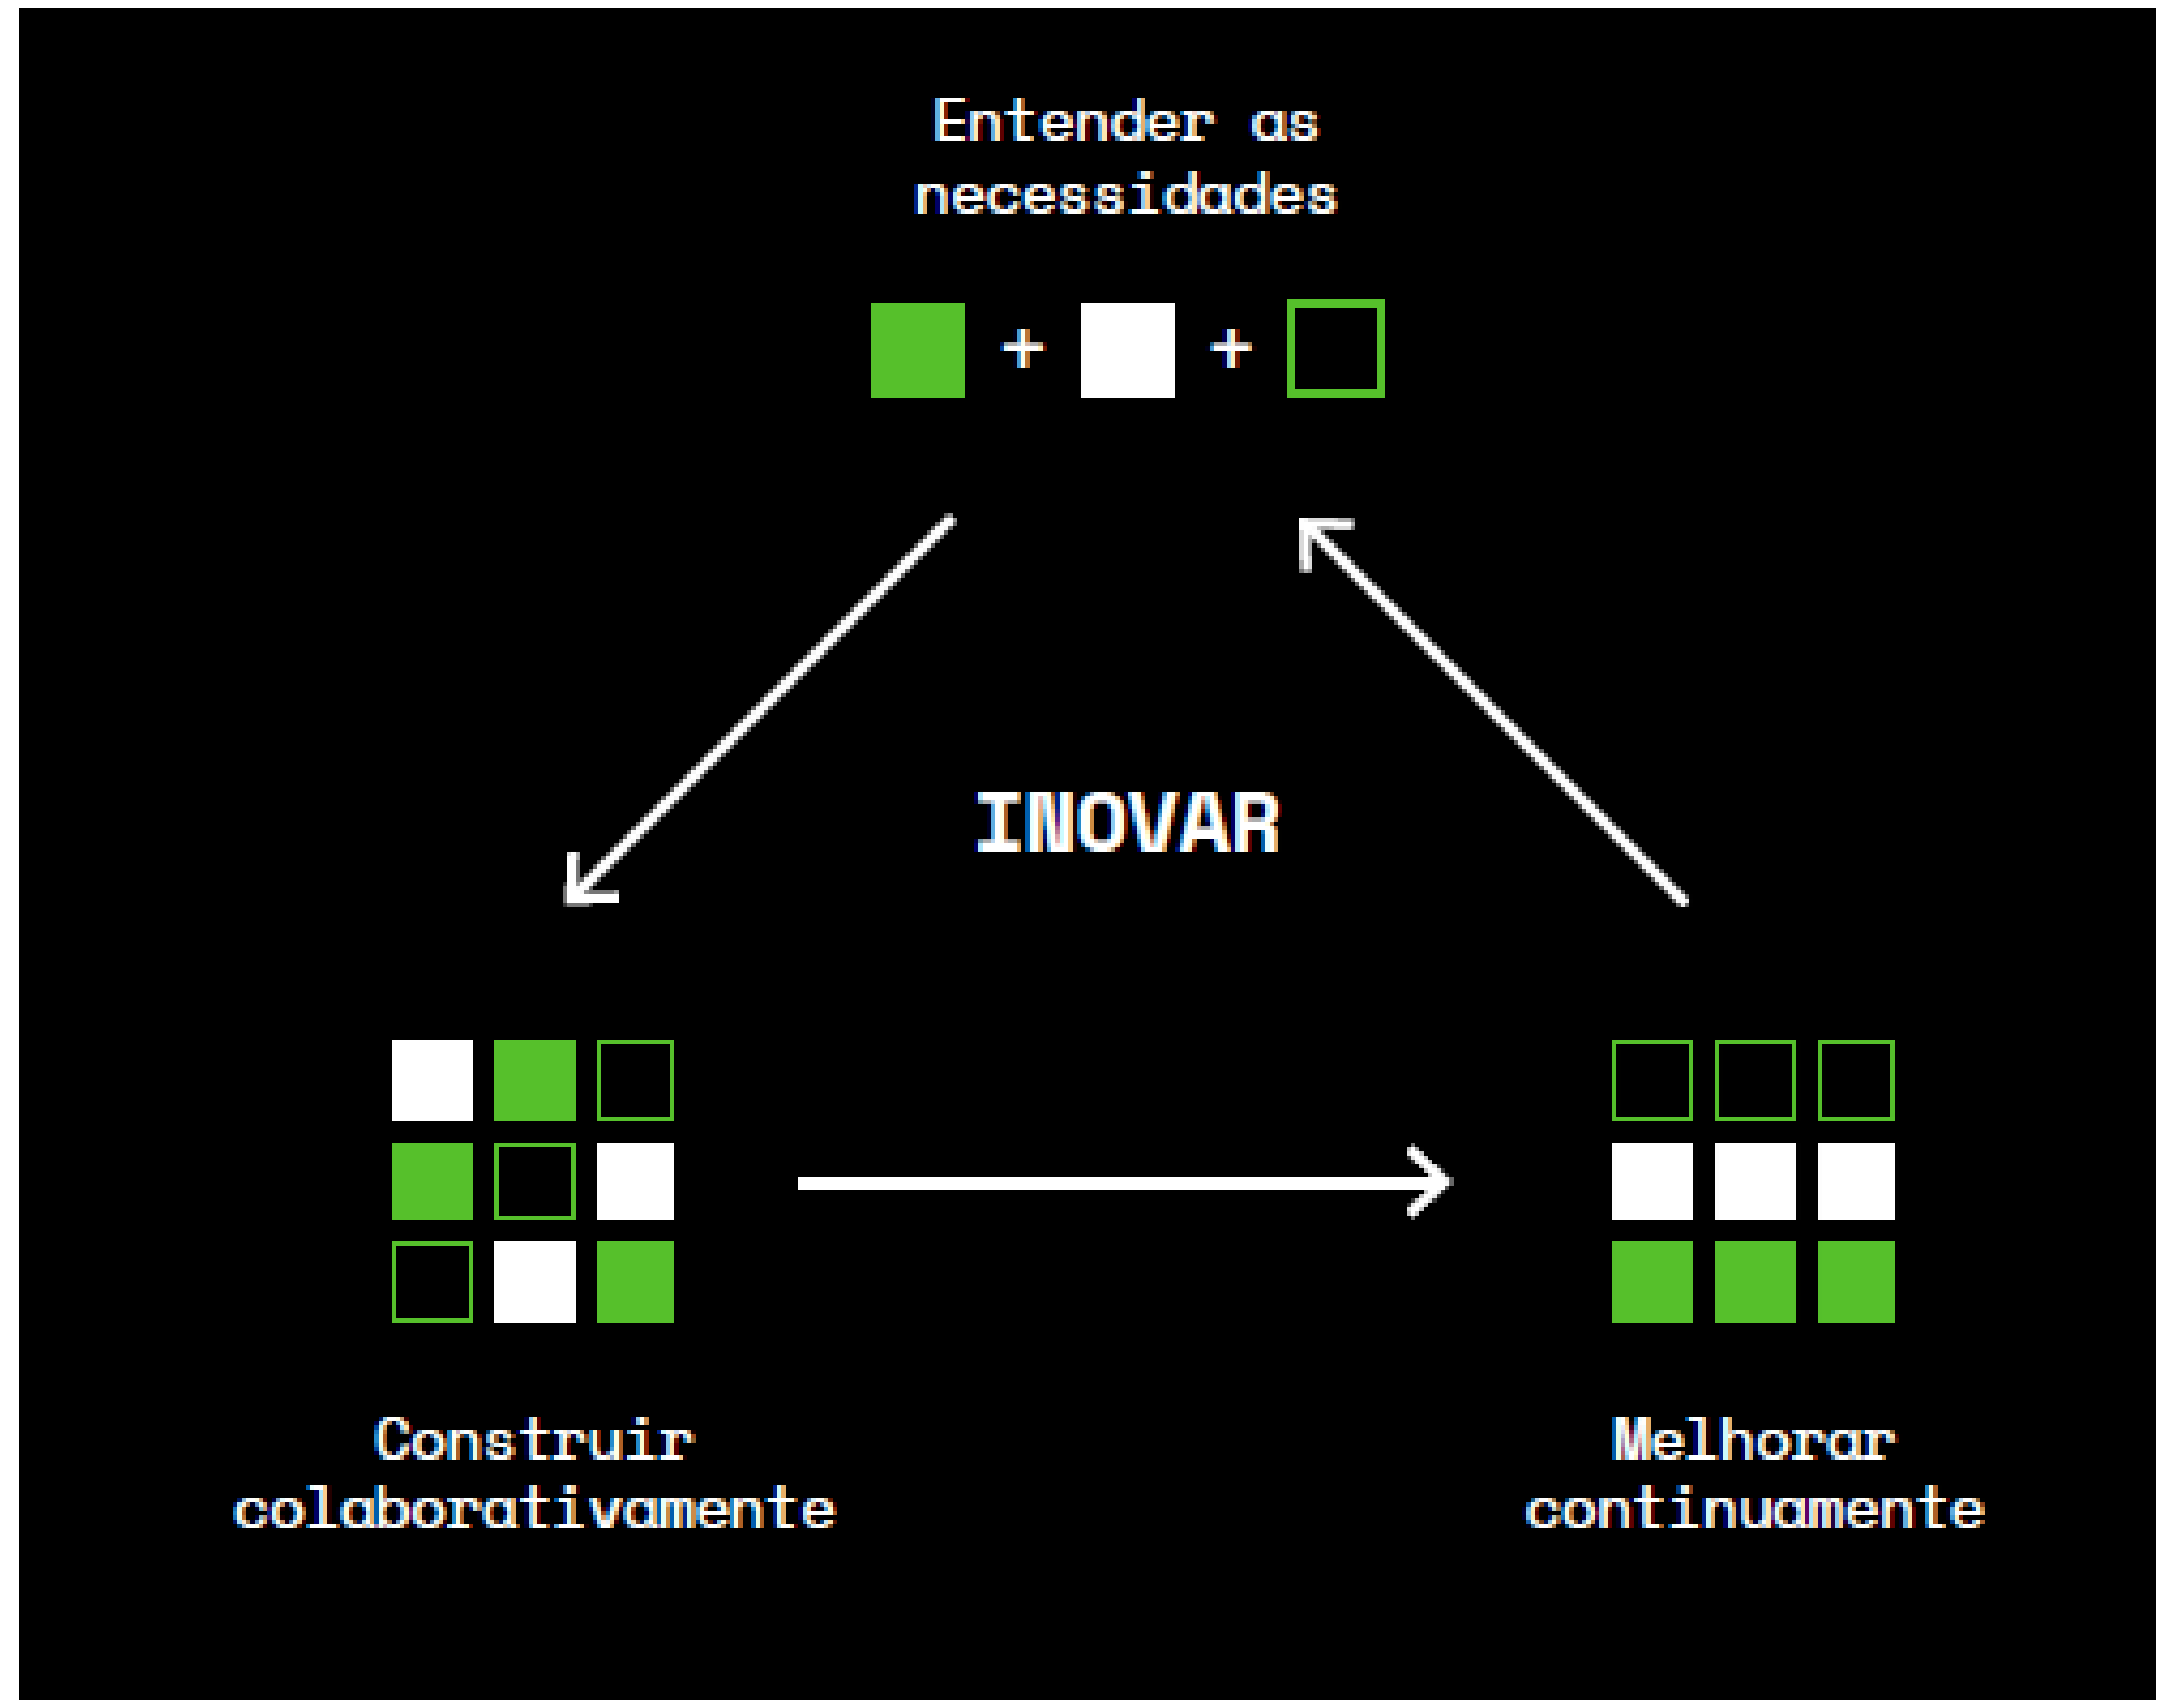 Entender as
necessidades
+ +
INOVAR
Construir
colaborativamente
Melhorar
continuamente